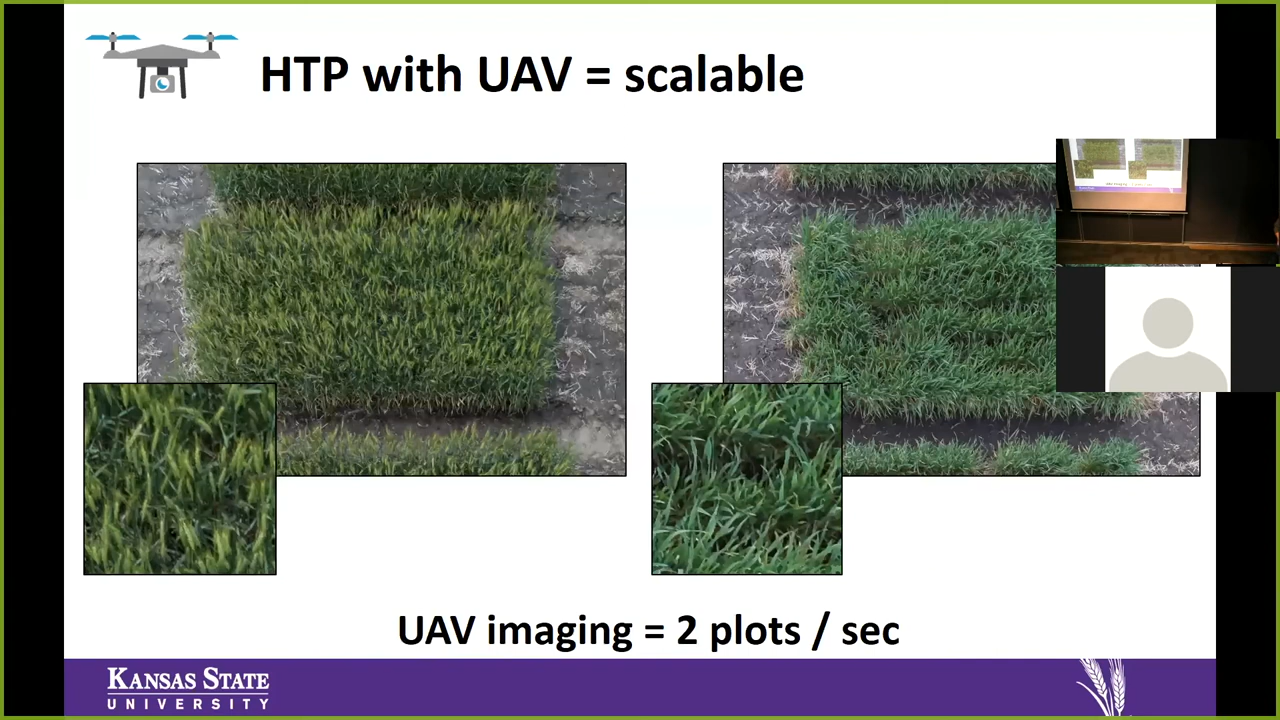 HTP with UAV = scalable
UAV imaging = 2 plots / sec
KANSAS STATE
UNIVERSITY